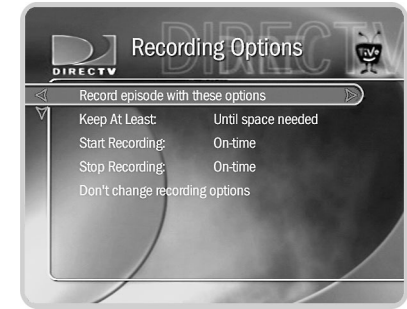 DIRECTV
Recording Options
TiVo
DIRECTV
Record episode with these options
Keep At Least: Until space needed
Start Recording: On-time
Stop Recording: On-time
Don't change recording options